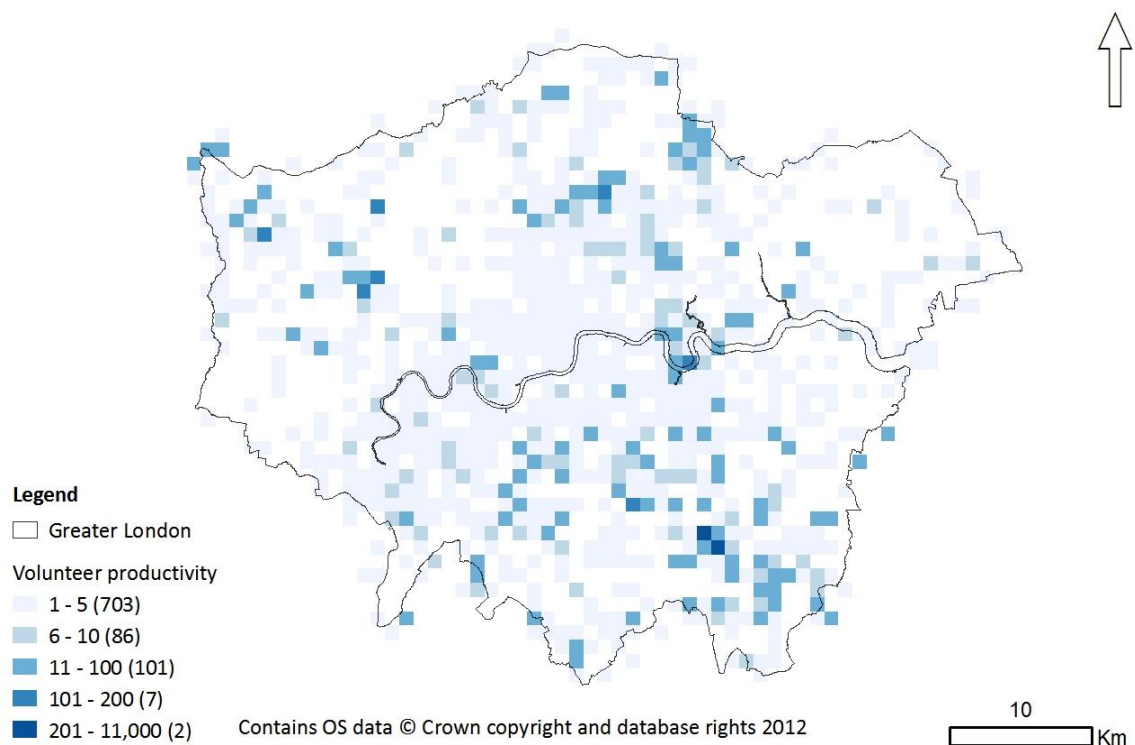 Legend
Greater London
Volunteer productivity
1 - 5 (703)
6 - 10 (86)
11 - 100 (101)
101 - 200 (7)
201 - 11,000 (2)
Contains OS data © Crown copyright and database rights 2012
10
Km